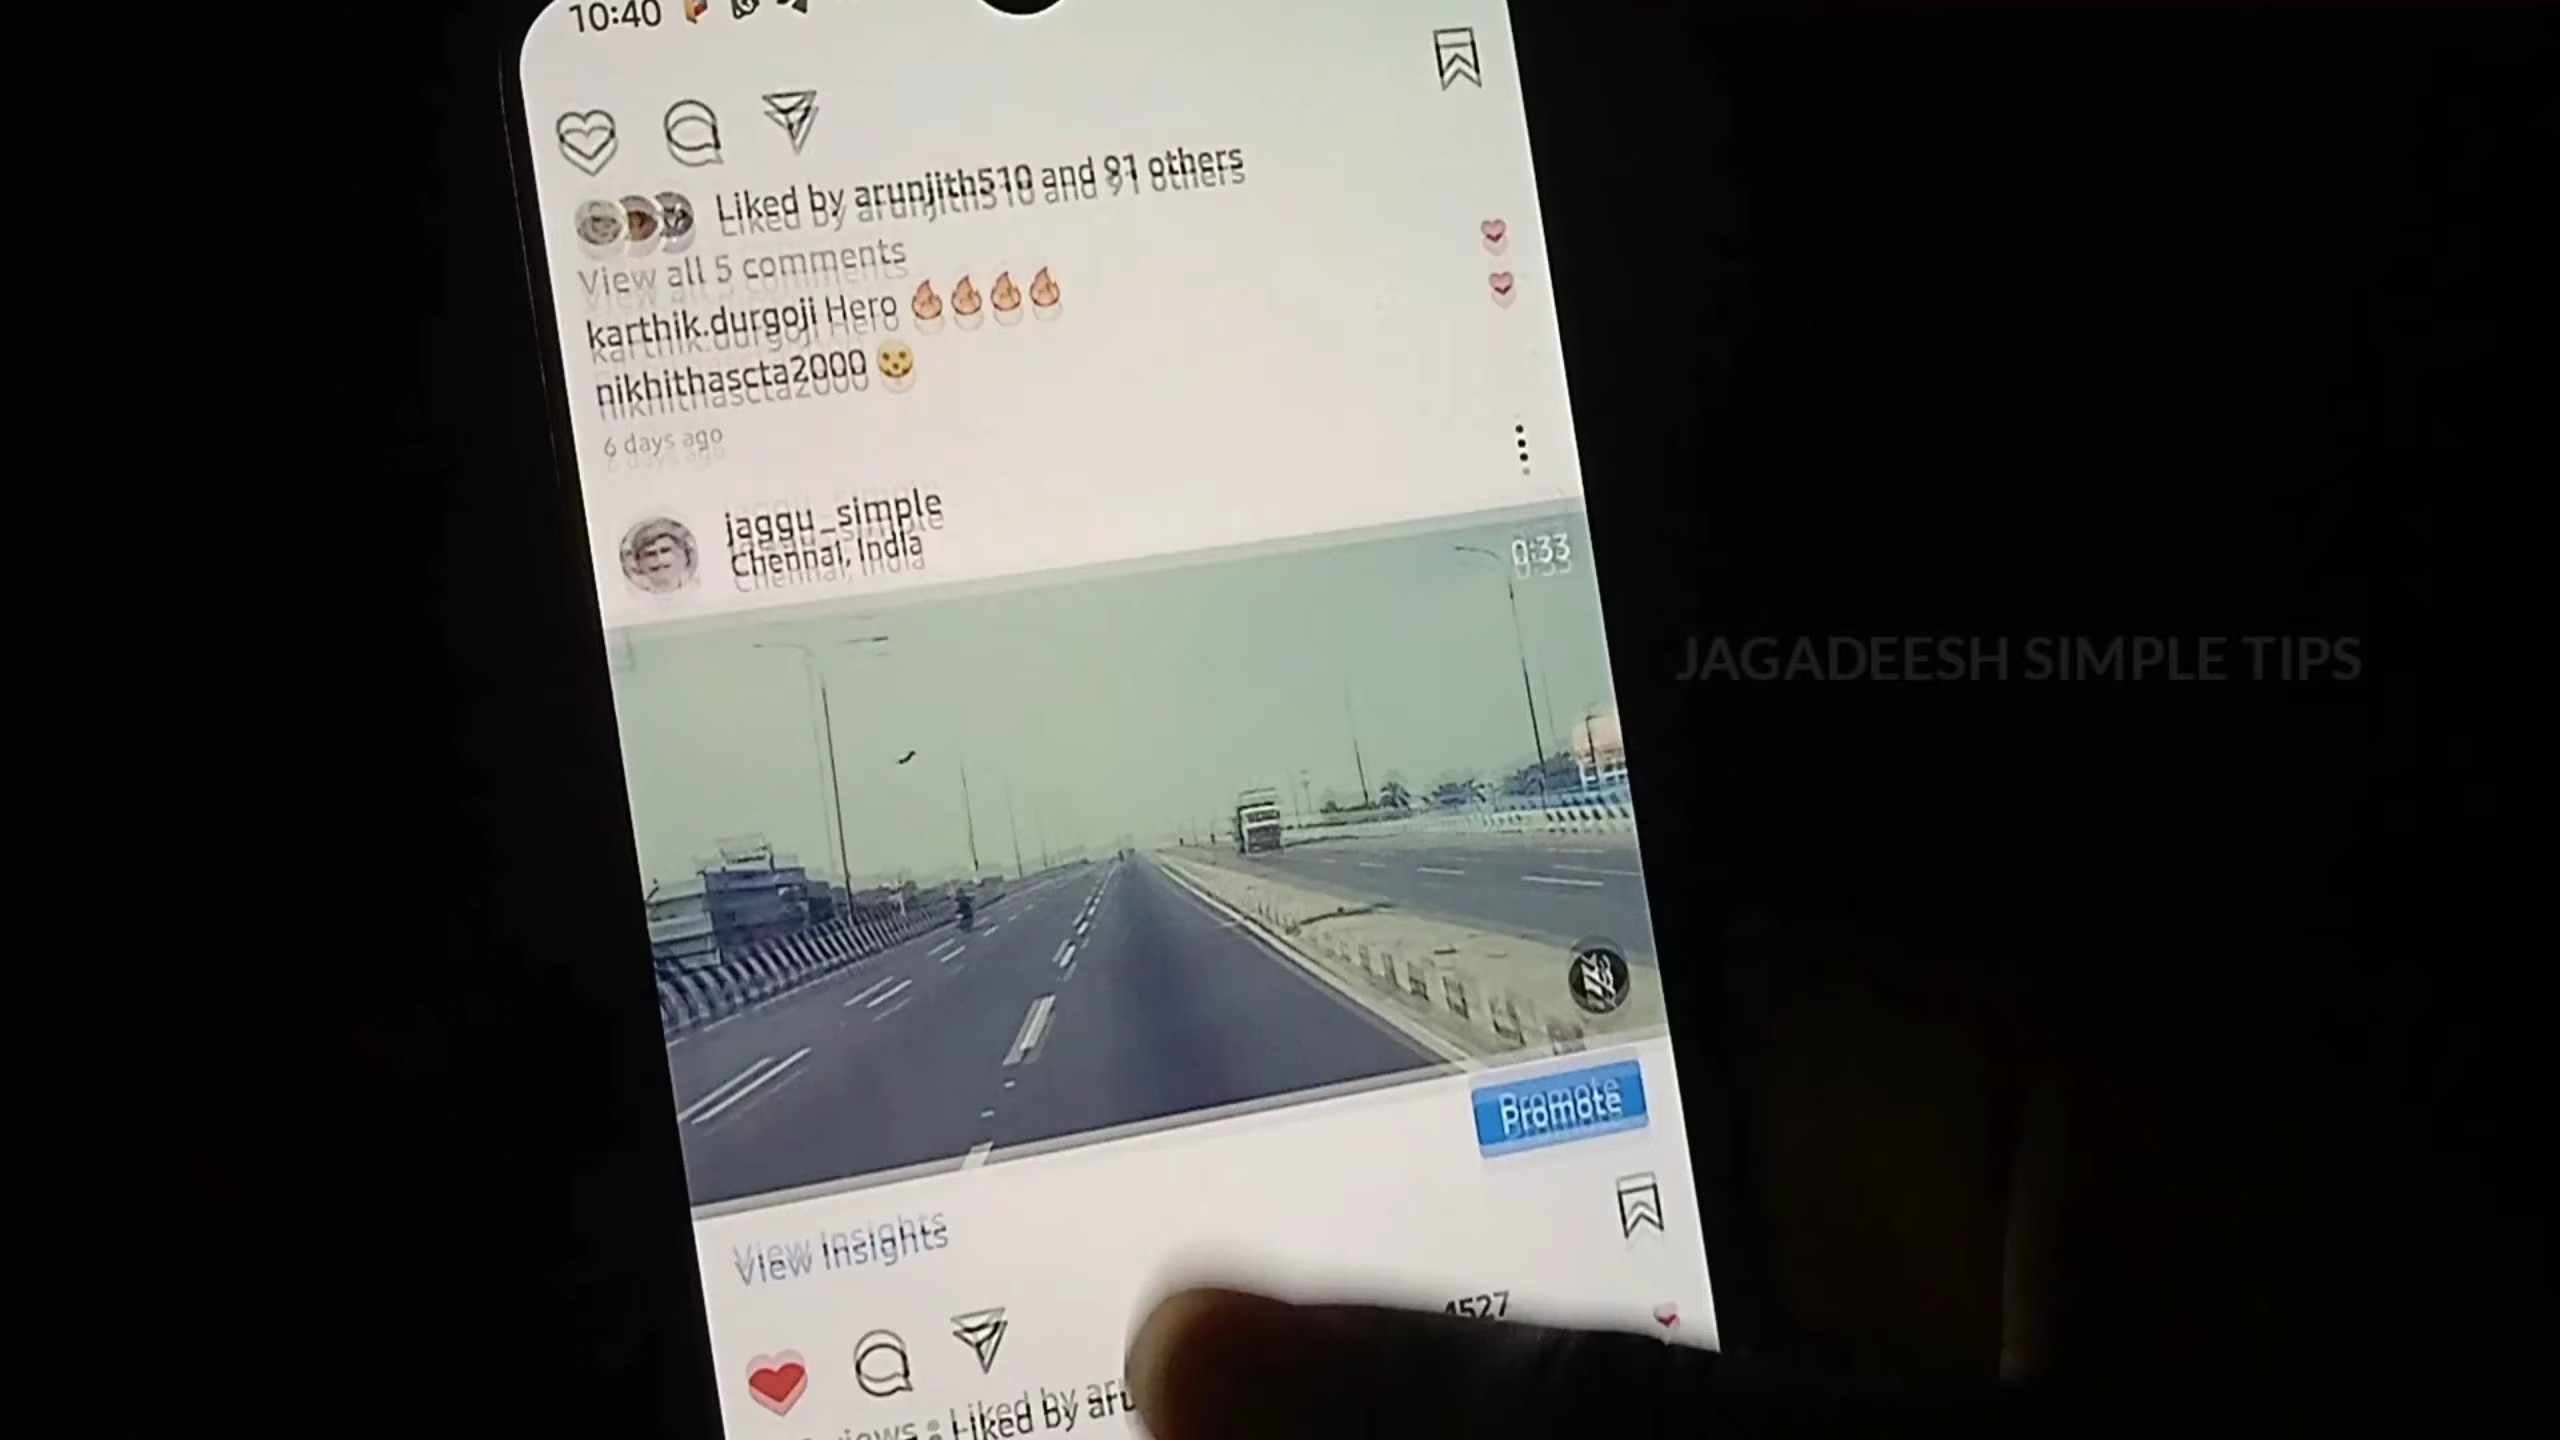 10:40
Liked by arunjith510 and 91 others
View all 5 comments
karthik.durgoji Hero 🔥🔥🔥🔥
nikhithascta2000 😍
6 days ago
jaggu_simple
Chennai, India
0:33
JAGADEESH SIMPLE TIPS
Promote
View Insights
4527
Liked by